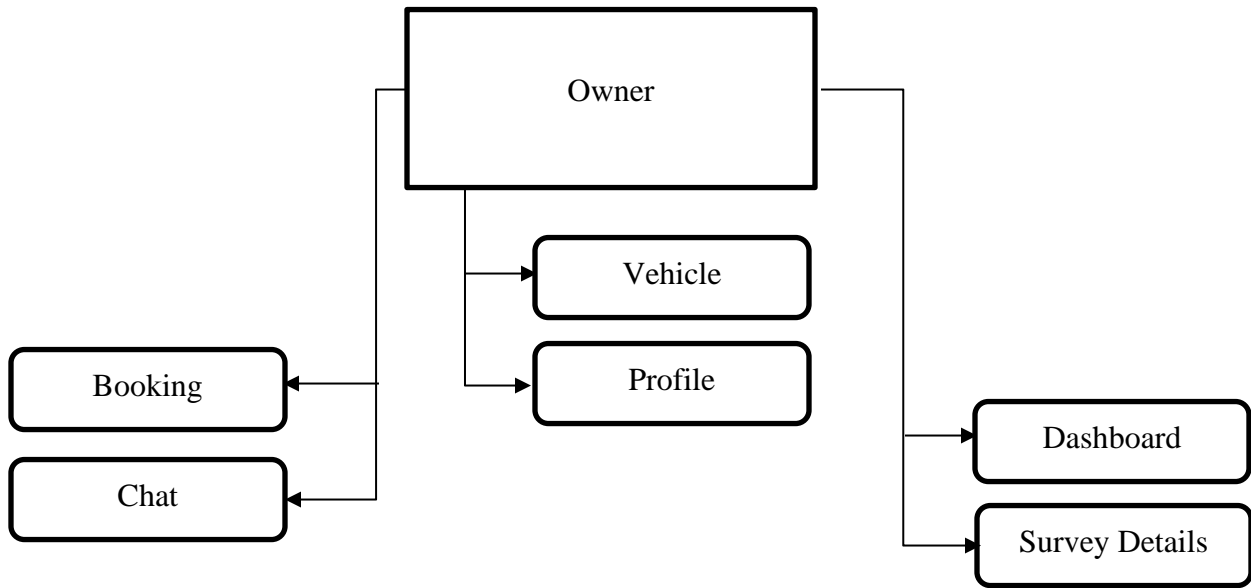 Owner
Vehicle
Profile
Booking
Chat
Dashboard
Survey Details